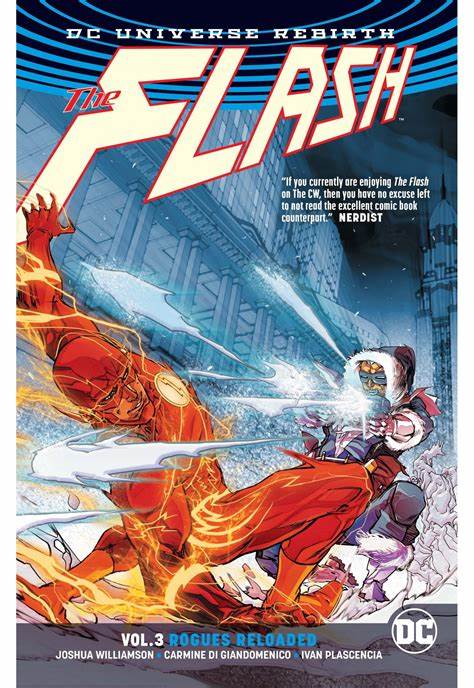 DC UNIVERSE REBIRTH
The
FLASH
™
"If you currently are enjoying The Flash
on The CW, then you have no excuse left
to not read the excellent comic book
counterpart." NERDIST
VOL.3 ROGUES RELOADED
JOSHUA WILLIAMSON • CARMINE DI GIANDOMENICO • IVAN PLASCENCIA
DC